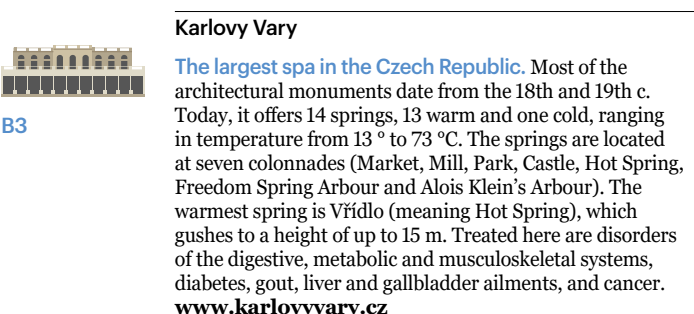 Karlovy Vary
The largest spa in the Czech Republic. Most of the
architectural monuments date from the 18th and 19th c.
Today, it offers 14 springs, 13 warm and one cold, ranging
in temperature from 13 ° to 73 °C. The springs are located
at seven colonnades (Market, Mill, Park, Castle, Hot Spring,
Freedom Spring Arbour and Alois Klein’s Arbour). The
warmest spring is Vřídlo (meaning Hot Spring), which
gushes to a height of up to 15 m. Treated here are disorders
of the digestive, metabolic and musculoskeletal systems,
diabetes, gout, liver and gallbladder ailments, and cancer.
www.karlovyvary.cz
B3